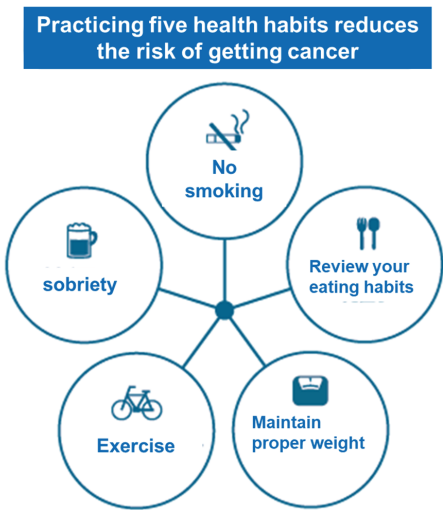 Practicing five health habits reduces
the risk of getting cancer
No
smoking
sobriety
Review your
eating habits
Exercise
Maintain
proper weight